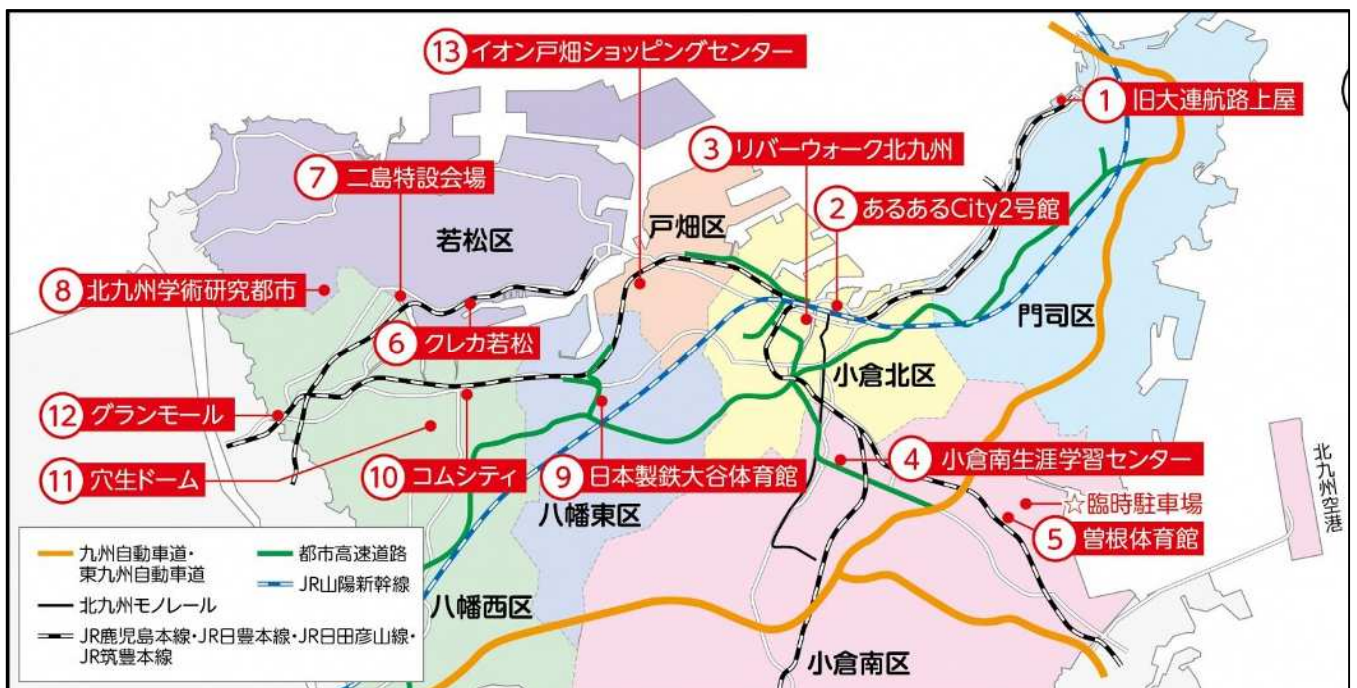 ⑬ イオン戸畑ショッピングセンター
① 旧大連航路上屋
③ リバーウォーク北九州
⑦ 二島特設会場
② あるあるCity2号館
若松区
戸畑区
⑧ 北九州学術研究都市
門司区
⑥ クレカ若松
小倉北区
⑫ グランモール
④ 小倉南生涯学習センター
⑪ 穴生ドーム
⑩ コムシティ
⑨ 日本製鉄大谷体育館
☆臨時駐車場
北九州空港
八幡東区
⑤ 曽根体育館
八幡西区
小倉南区
九州自動車道・
東九州自動車道
都市高速道路
JR山陽新幹線
北九州モノレール
JR鹿児島本線・JR日豊本線・JR日田彦山線・
JR筑豊本線